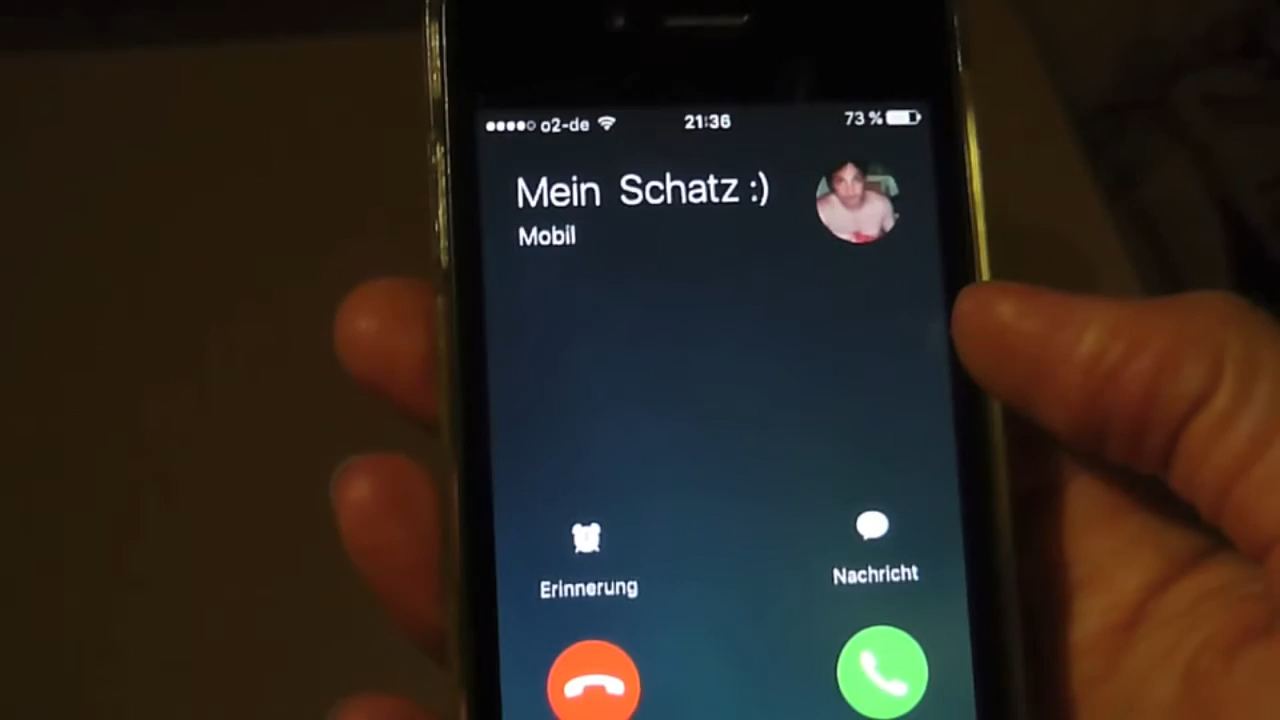 o2-de 21:36 73 %
Mein Schatz :)
Mobil
Erinnerung
Nachricht